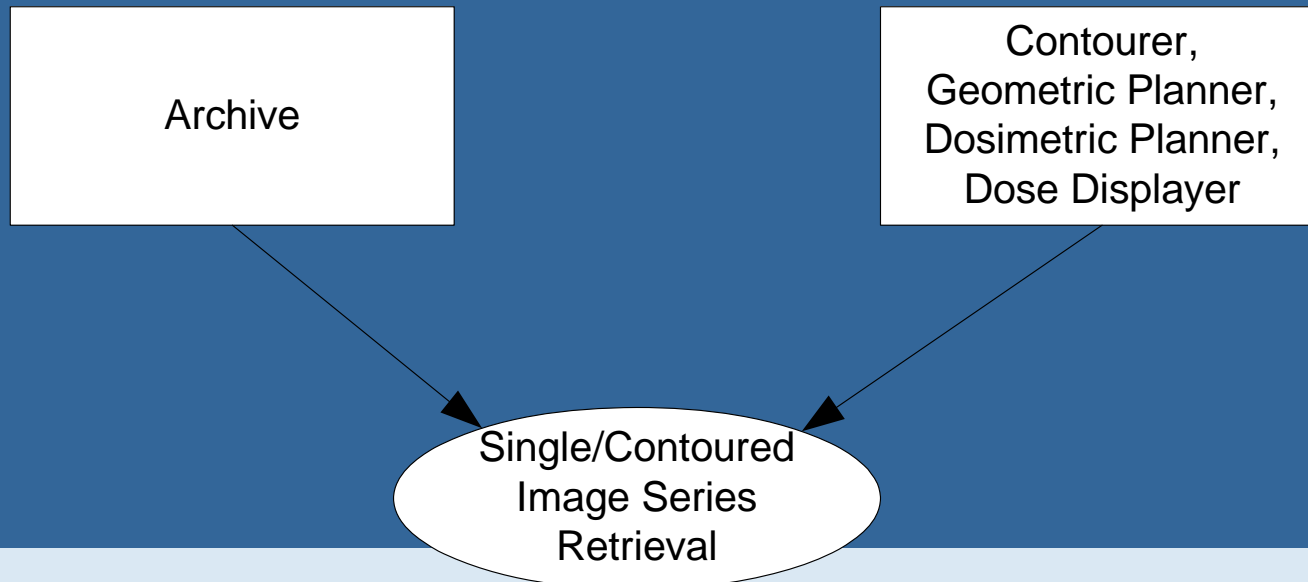 Archive
Contourer,
Geometric Planner,
Dosimetric Planner,
Dose Displayer
Single/Contoured
Image Series
Retrieval